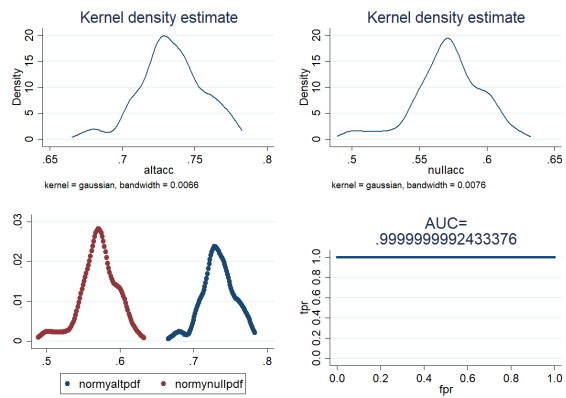 Kernel density estimate
Density
0 5 10 15 20
.65 .7 .75 .8
altacc
kernel = gaussian, bandwidth = 0.0066
Kernel density estimate
Density
0 5 10 15 20
.5 .55 .6 .65
nullacc
kernel = gaussian, bandwidth = 0.0076
0 .01 .02 .03
.5 .6 .7 .8
normyaltpdf normynullpdf
AUC=
.9999999992433376
tpr
0.0 0.2 0.4 0.6 0.8 1.0
0.0 0.2 0.4 0.6 0.8 1.0
fpr